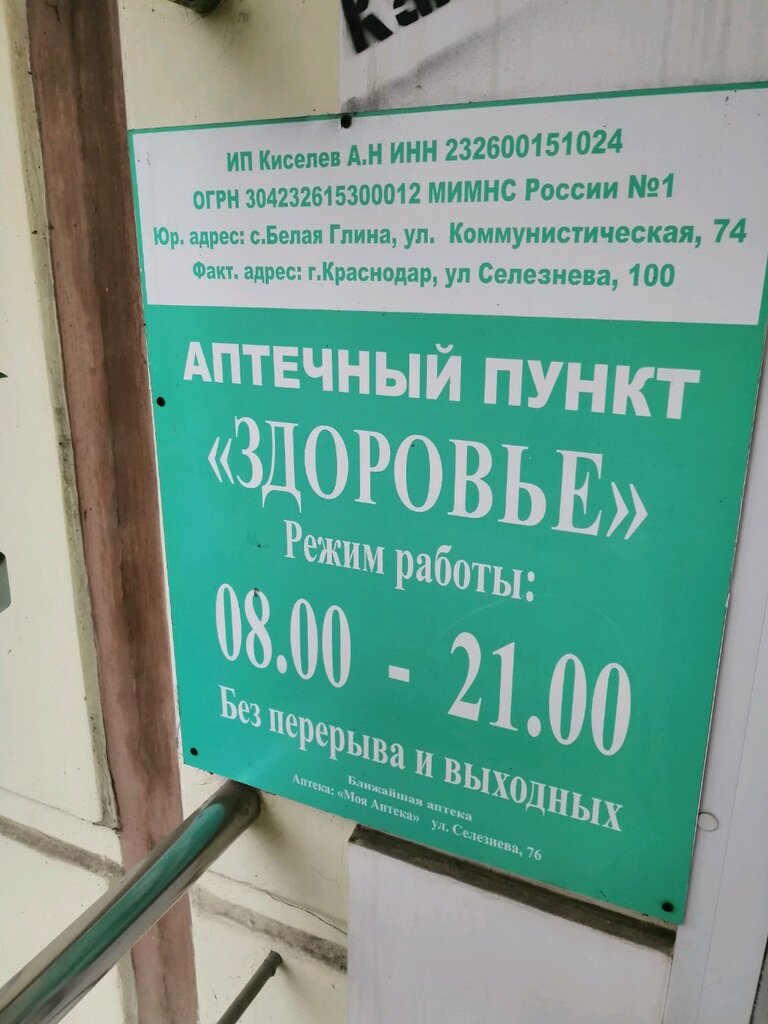 ИП Киселев А.Н ИНН 232600151024
ОГРН 304232615300012 МИМНС России №1
Юр. адрес: с.Белая Глина, ул. Коммунистическая, 74
Факт. адрес: г.Краснодар, ул Селезнева, 100
АПТЕЧНЫЙ ПУНКТ
«ЗДОРОВЬЕ»
Режим работы:
08.00 - 21.00
Без перерыва и выходных
Ближайшая аптека
Аптека: «Моя Аптека» ул. Селезнева, 76